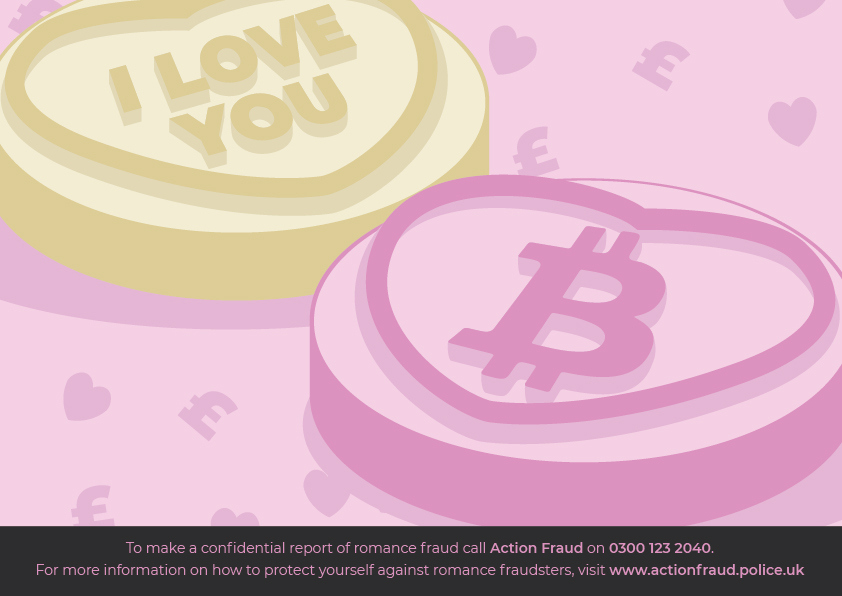 I LOVE
YOU
To make a confidential report of romance fraud call Action Fraud on 0300 123 2040.
For more information on how to protect yourself against romance fraudsters, visit www.actionfraud.police.uk